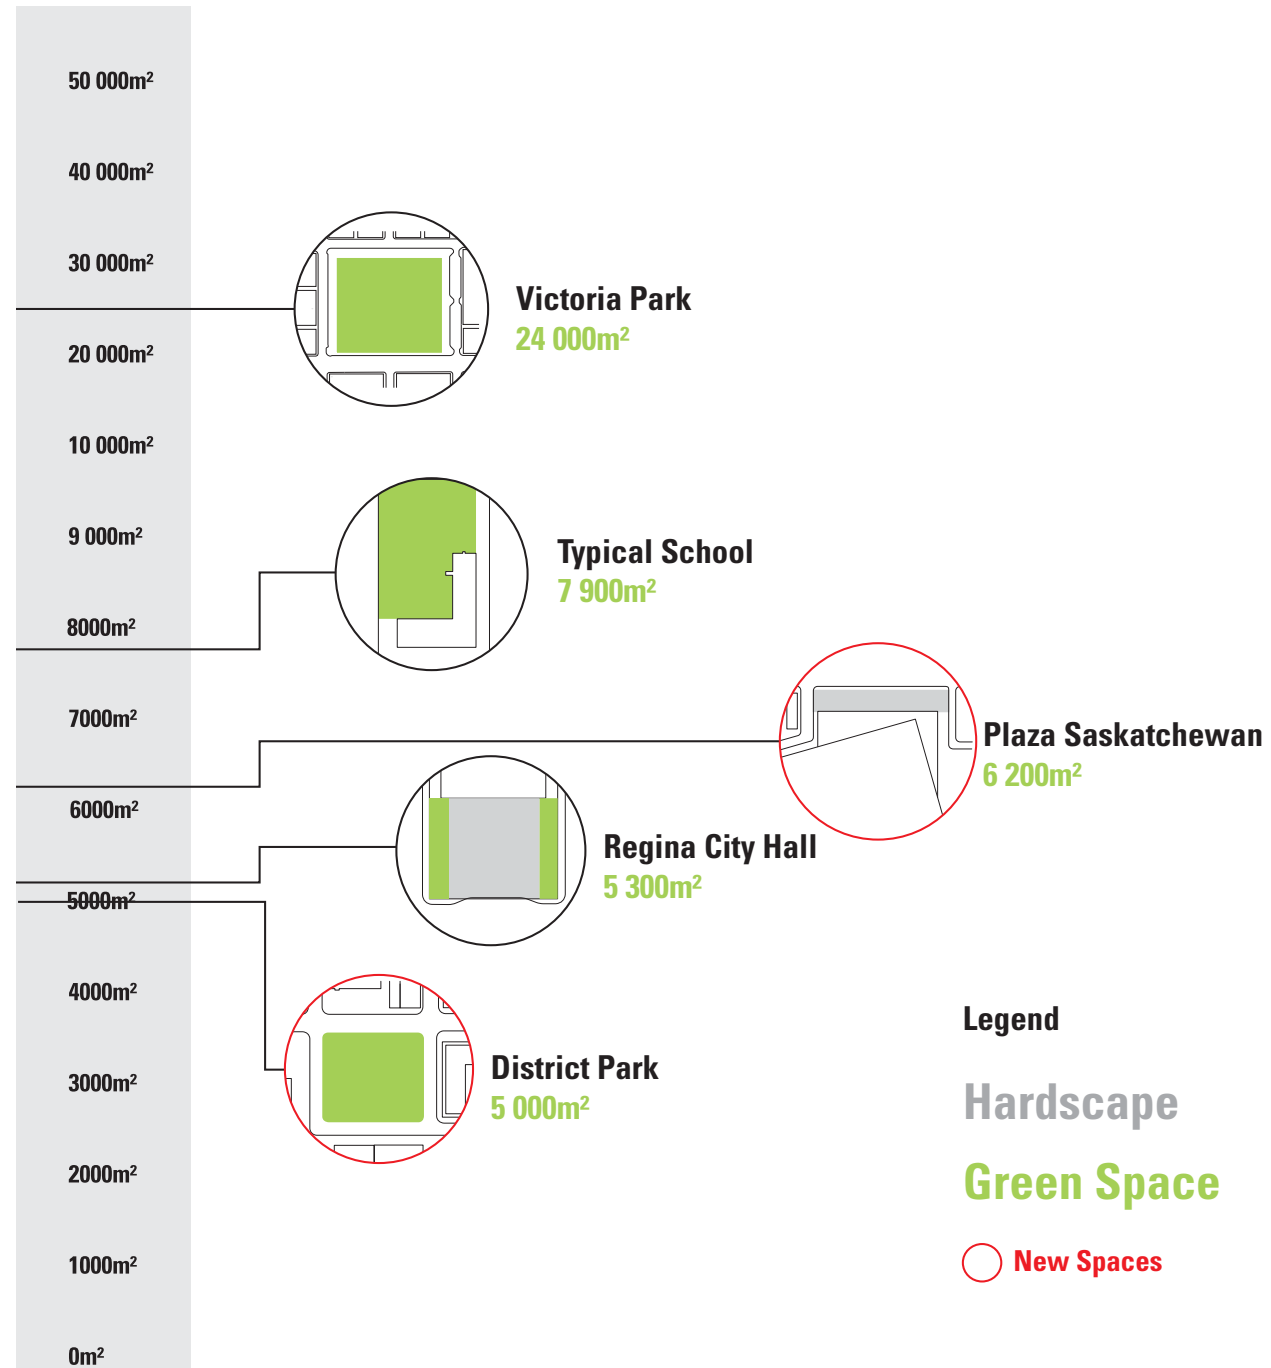 50 000m²
40 000m²
30 000m²
20 000m²
10 000m²
9 000m²
8000m²
7000m²
6000m²
5000m²
4000m²
3000m²
2000m²
1000m²
0m²
Victoria Park
24 000m²
Typical School
7 900m²
Plaza Saskatchewan
6 200m²
Regina City Hall
5 300m²
District Park
5 000m²
Legend
Hardscape
Green Space
New Spaces